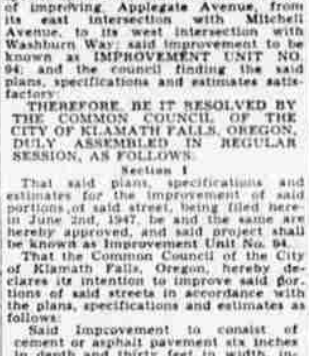 of improving, Applegate Avenue, from
its east intersection with Mitchell
Avenue, to its west intersection with
Washburn Way; said improvement to be
known as IMPROVEMENT UNIT NO.
94; and the council finding the said
plans, specifications and estimates satis-
factory:
THEREFORE, BE IT RESOLVED BY
THE COMMON COUNCIL OF THE
CITY OF KLAMATH FALLS, OREGON,
DULY ASSEMBLED IN REGULAR
SESSION, AS FOLLOWS:
Section 1
That said plans, specifications and
estimates for the improvement of said
portions of said street, being filed here-
in June 2nd, 1947, be and the same are
hereby approved, and said project shall
be known as Improvement Unit No. 94.
That the Common Council of the City
of Klamath Falls, Oregon, hereby de-
clares its intention to improve said por-
tions of said streets in accordance with
the plans, specifications and estimates as
follows:
Said Improvement to consist of
cement or asphalt pavement six inches
in depth and thirty feet in width, in-